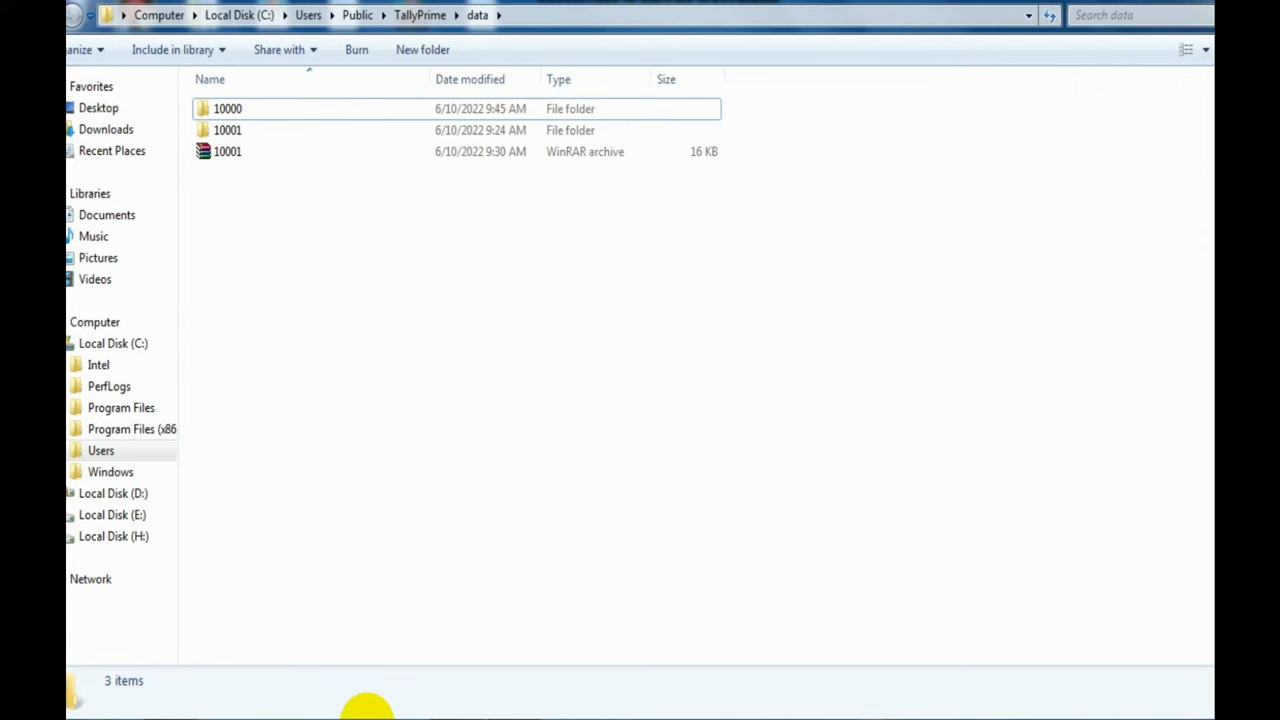 Computer Local Disk (C:) Users Public TallyPrime data Search data
anize Include in library Share with Burn New folder
Name Date modified Type Size
10000 6/10/2022 9:45 AM File folder
10001 6/10/2022 9:24 AM File folder
10001 6/10/2022 9:30 AM WinRAR archive 16 KB
Favorites
Desktop
Downloads
Recent Places
Libraries
Documents
Music
Pictures
Videos
Computer
Local Disk (C:)
Intel
PerfLogs
Program Files
Program Files (x86
Users
Windows
Local Disk (D:)
Local Disk (E:)
Local Disk (H:)
Network
3 items